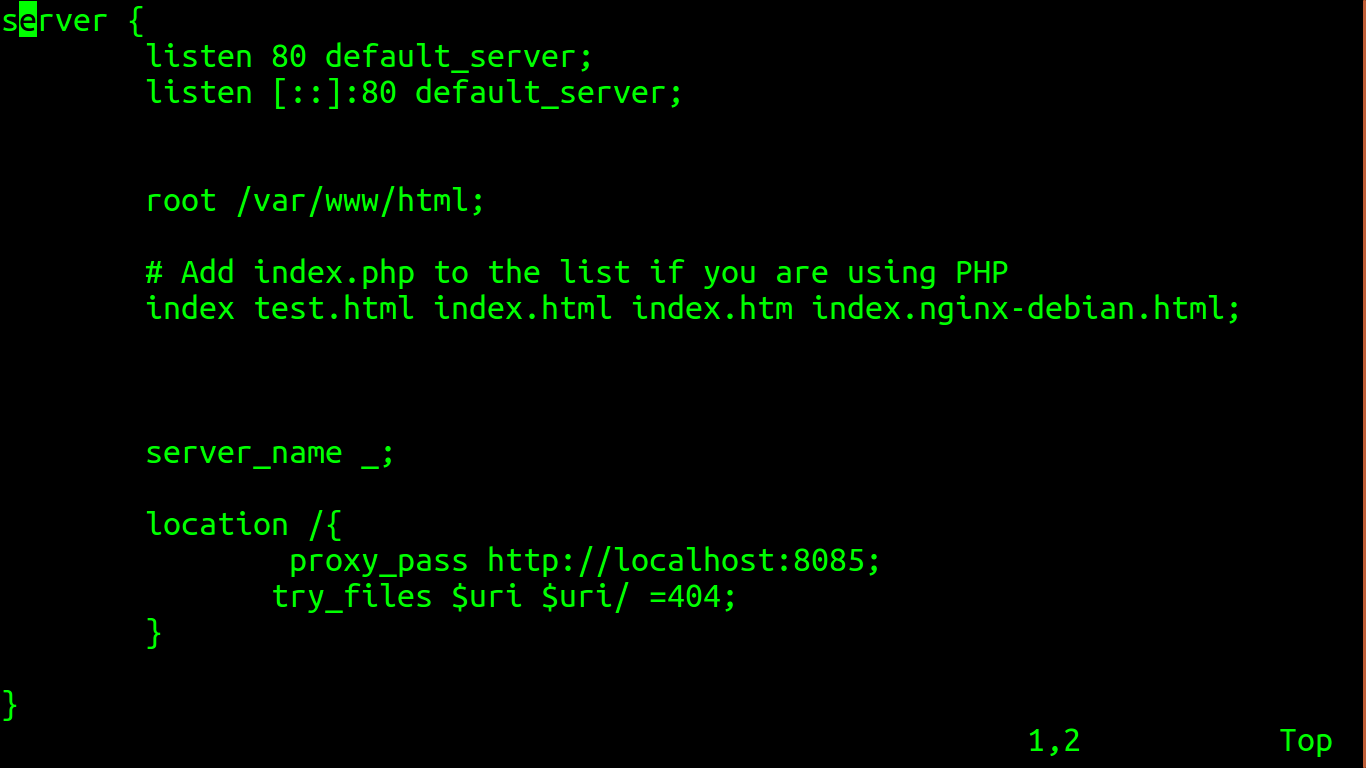 server {
listen 80 default_server;
listen [::]:80 default_server;
root /var/www/html;
# Add index.php to the list if you are using PHP
index test.html index.html index.htm index.nginx-debian.html;
server_name _;
location /{
proxy_pass http://localhost:8085;
try_files $uri $uri/ =404;
}
}
1,2 Top